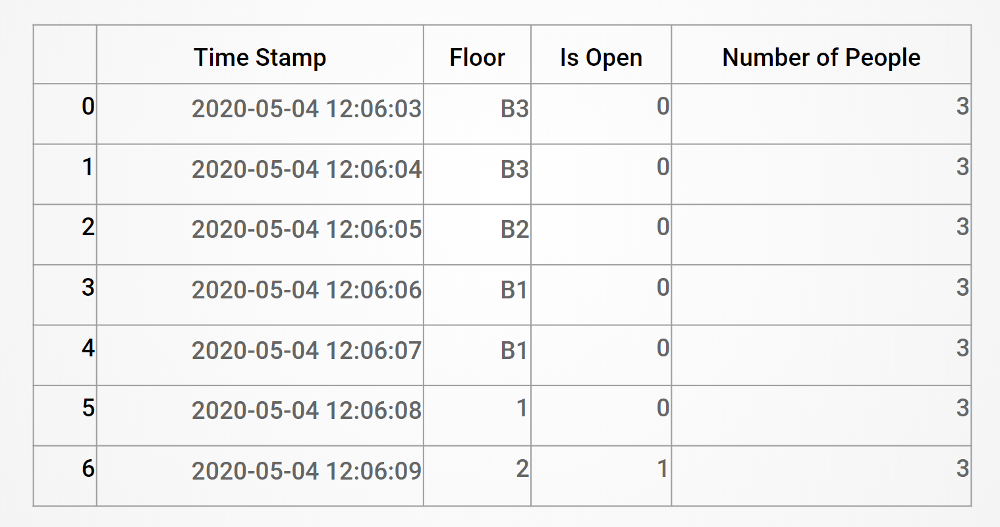 Time Stamp Floor Is Open Number of People
0 2020-05-04 12:06:03 B3 0 3
1 2020-05-04 12:06:04 B3 0 3
2 2020-05-04 12:06:05 B2 0 3
3 2020-05-04 12:06:06 B1 0 3
4 2020-05-04 12:06:07 B1 0 3
5 2020-05-04 12:06:08 1 0 3
6 2020-05-04 12:06:09 2 1 3